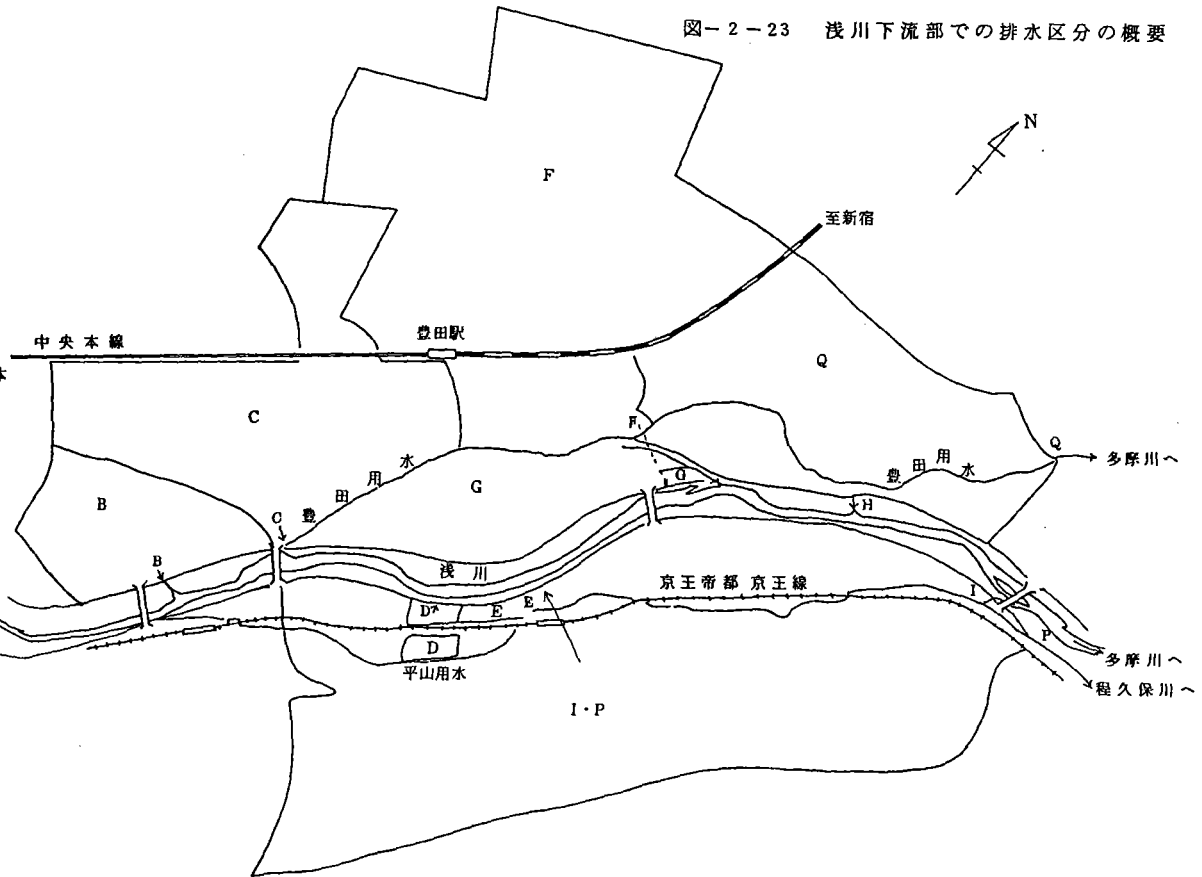 図-2-23 浅川下流部での排水区分の概要
N
F
至新宿
中央本線
豊田駅
本
Q
C
F
Q
多摩川へ
豊田用水
豊田用水
G
G
B
H
C
B
浅川
京王帝都 京王線
D
E
E
I
D
P
多摩川へ
平山用水
程久保川へ
I・P